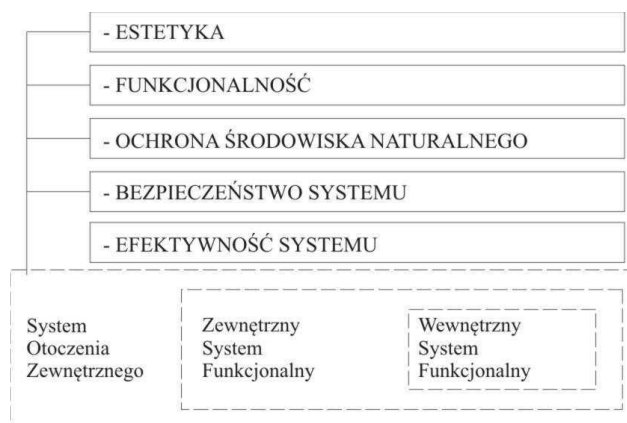 - ESTETYKA
- FUNKCJONALNOŚĆ
- OCHRONA ŚRODOWISKA NATURALNEGO
- BEZPIECZEŃSTWO SYSTEMU
- EFEKTYWNOŚĆ SYSTEMU
System
Otoczenia
Zewnętrznego
Zewnętrzny
System
Funkcjonalny
Wewnętrzny
System
Funkcjonalny